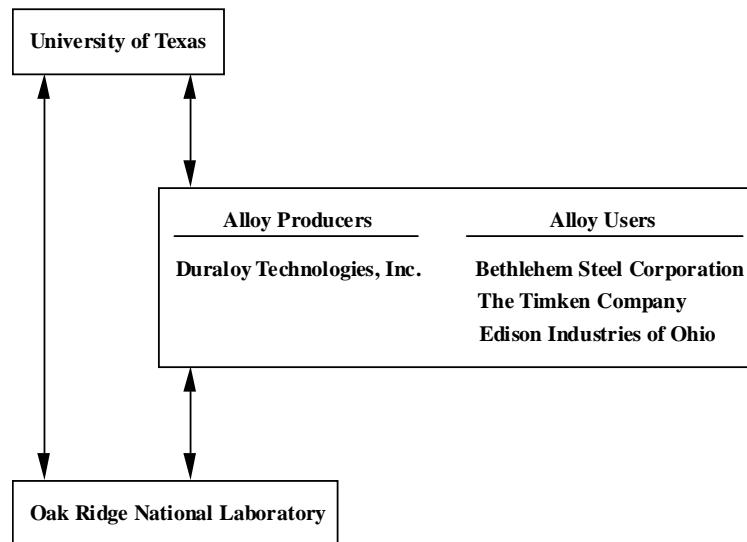 University of Texas
Alloy Producers
Alloy Users
Duraloy Technologies, Inc.
Bethlehem Steel Corporation
The Timken Company
Edison Industries of Ohio
Oak Ridge National Laboratory